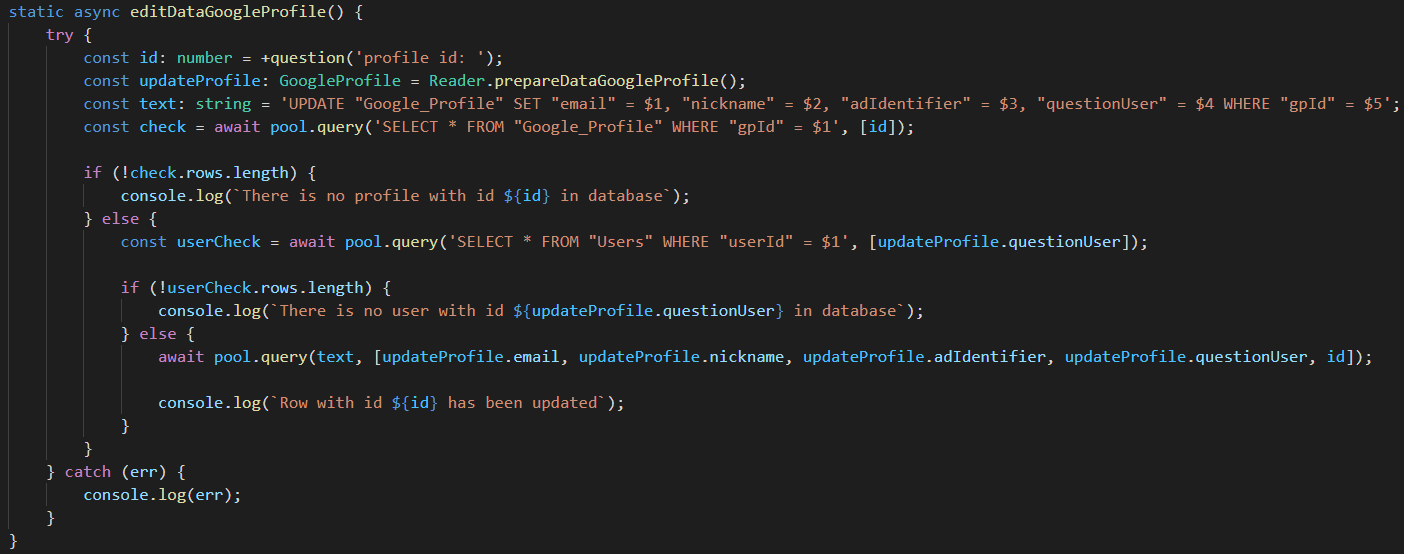 static async editDataGoogleProfile() {
    try {
        const id: number = +question('profile id: ');
        const updateProfile: GoogleProfile = Reader.prepareDataGoogleProfile();
        const text: string = 'UPDATE "Google_Profile" SET "email" = $1, "nickname" = $2, "adIdentifier" = $3, "questionUser" = $4 WHERE "gpId" = $5';
        const check = await pool.query('SELECT * FROM "Google_Profile" WHERE "gpId" = $1', [id]);

        if (!check.rows.length) {
            console.log(`There is no profile with id ${id} in database`);
        } else {
            const userCheck = await pool.query('SELECT * FROM "Users" WHERE "userId" = $1', [updateProfile.questionUser]);

            if (!userCheck.rows.length) {
                console.log(`There is no user with id ${updateProfile.questionUser} in database`);
            } else {
                await pool.query(text, [updateProfile.email, updateProfile.nickname, updateProfile.adIdentifier, updateProfile.questionUser, id]);

                console.log(`Row with id ${id} has been updated`);
            }
        }
    } catch (err) {
        console.log(err);
    }
}